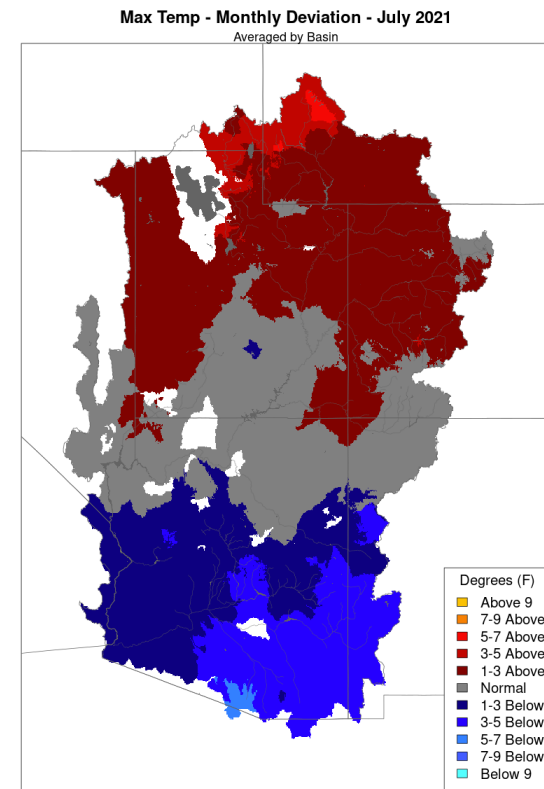 Max Temp - Monthly Deviation - July 2021
Averaged by Basin
Degrees (F)
Above 9
7-9 Above
5-7 Above
3-5 Above
1-3 Above
Normal
1-3 Below
3-5 Below
5-7 Below
7-9 Below
Below 9